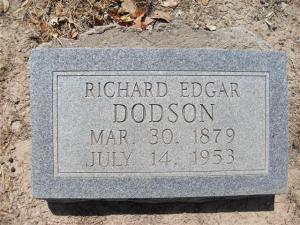 RICHARD EDGAR
DODSON
MAR. 30. 1879
JULY 14, 1953